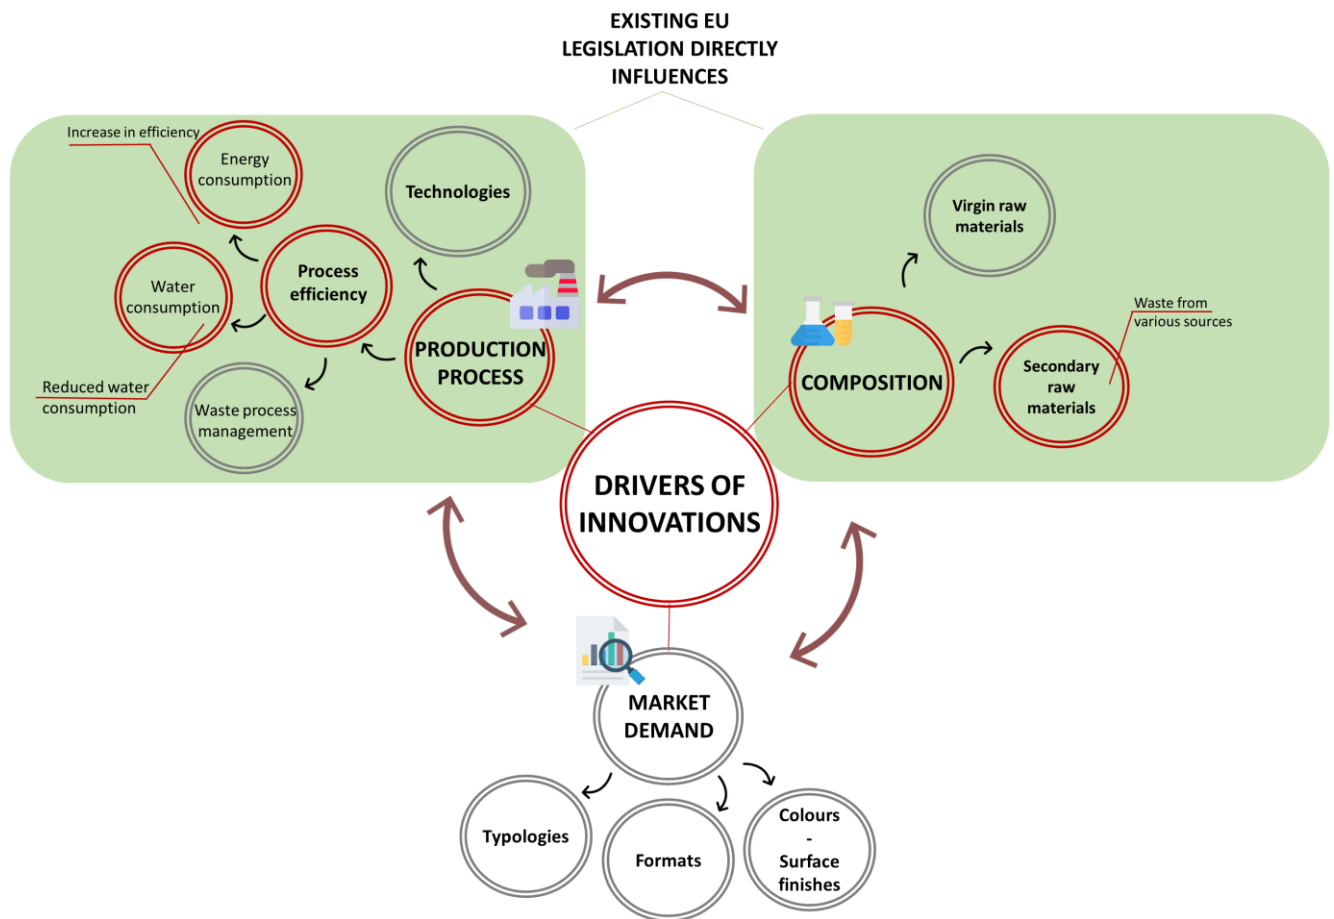 EXISTING EU
LEGISLATION DIRECTLY
INFLUENCES
Increase in efficiency
Energy
consumption
Technologies
Water
consumption
Process
efficiency
PRODUCTION
PROCESS
Reduced water
consumption
Waste process
management
Virgin raw
materials
Waste from
various sources
COMPOSITION
Secondary
raw
materials
DRIVERS OF
INNOVATIONS
MARKET
DEMAND
Typologies
Formats
Colours
-
Surface
finishes